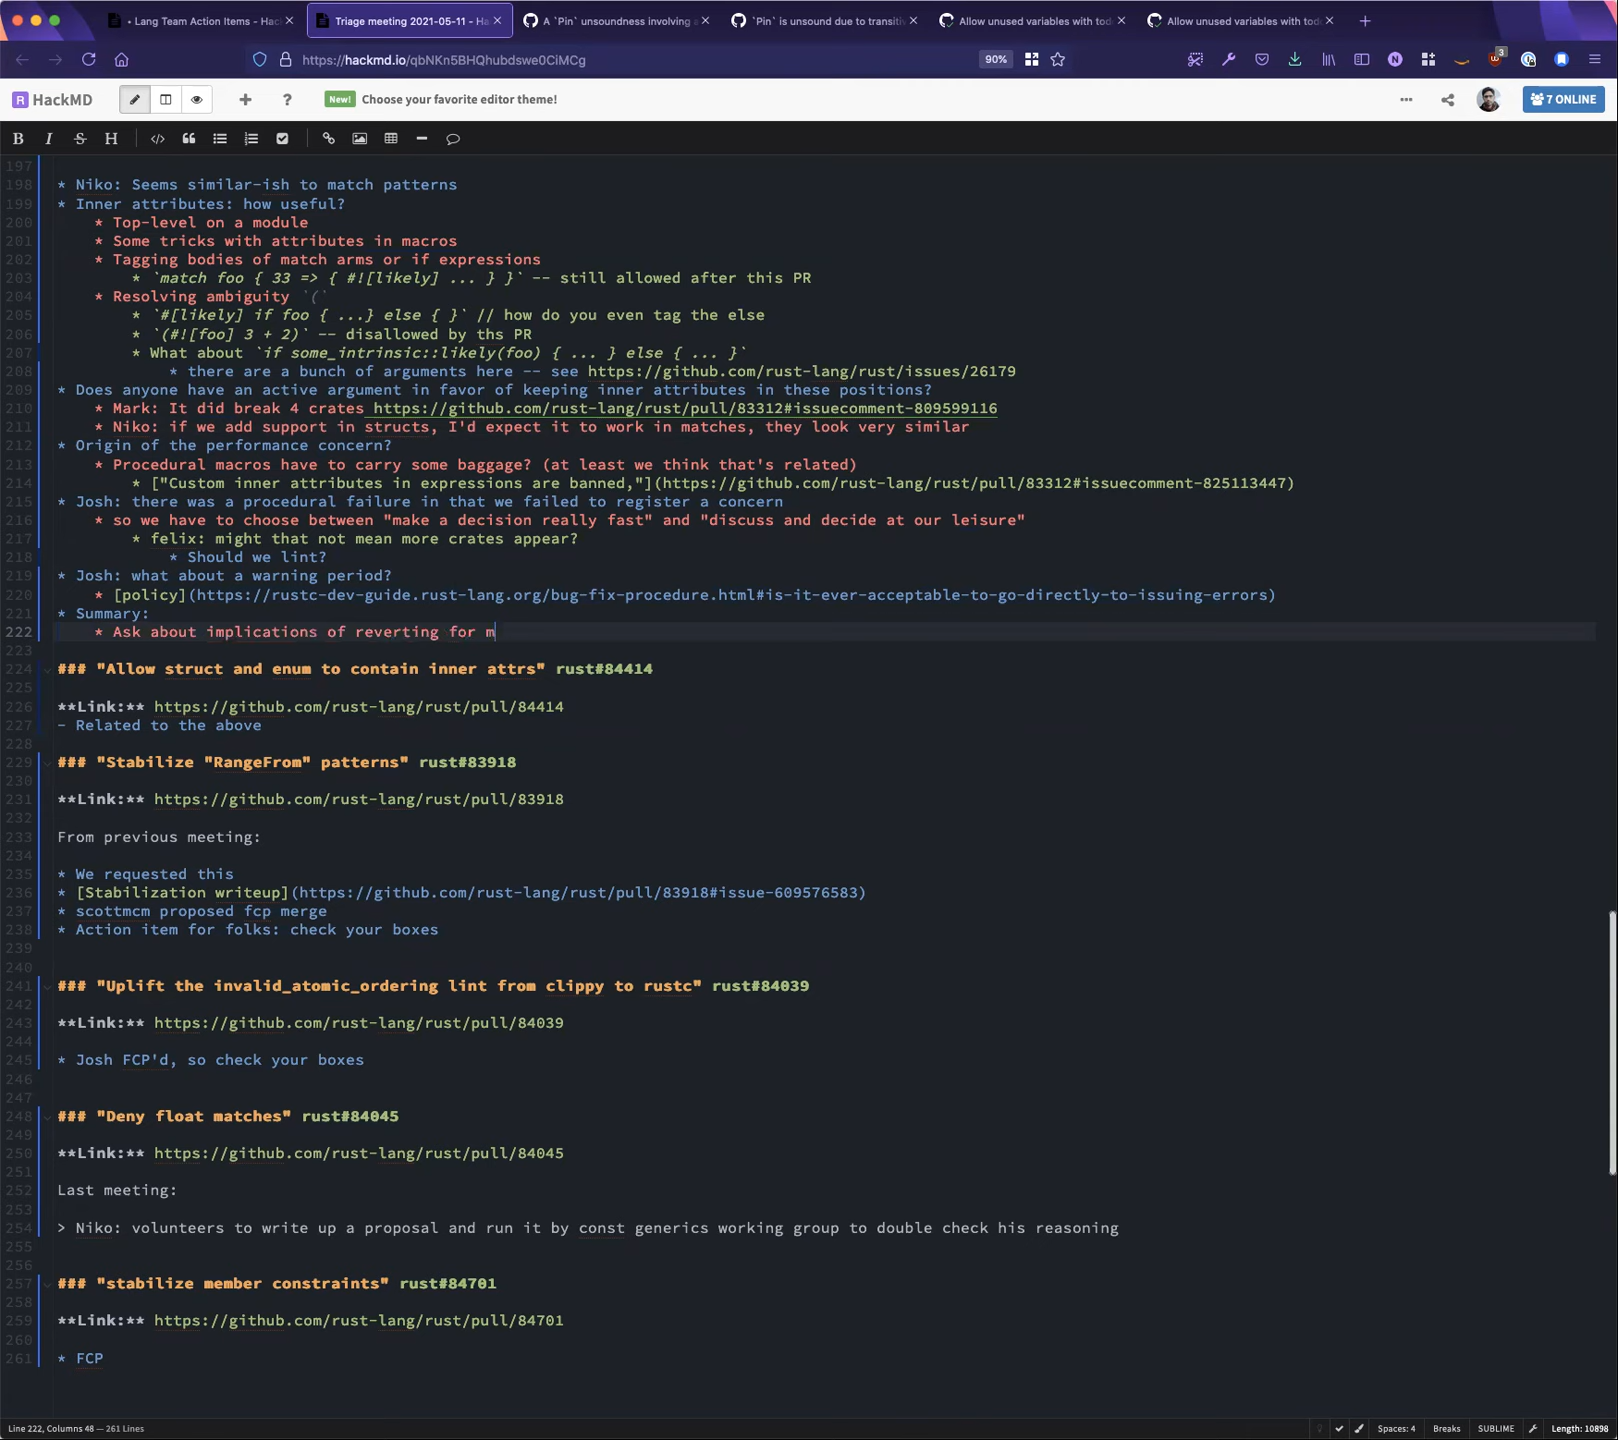 • Lang Team Action Items - Hac
Triage meeting 2021-05-11 - Ha
A `Pin` unsoundness involving a
`Pin` is unsound due to transitiv
Allow unused variables with tod
Allow unused variables with tod
https://hackmd.io/qbNKn5BHQhubdswe0CiMCg
90%
3
HackMD
New! Choose your favorite editor theme!
7 ONLINE
197
198 * Niko: Seems similar-ish to match patterns
199 * Inner attributes: how useful?
200 * Top-level on a module
201 * Some tricks with attributes in macros
202 * Tagging bodies of match arms or if expressions
203 * `match foo { 33 => { #![likely] ... } }` -- still allowed after this PR
204 * Resolving ambiguity `(`
205 * `#[likely] if foo { ...} else { }` // how do you even tag the else
206 * `(#![foo] 3 + 2)` -- disallowed by ths PR
207 * What about `if some_intrinsic::likely(foo) { ... } else { ... }`
208 * there are a bunch of arguments here -- see https://github.com/rust-lang/rust/issues/26179
209 * Does anyone have an active argument in favor of keeping inner attributes in these positions?
210 * Mark: It did break 4 crates https://github.com/rust-lang/rust/pull/83312#issuecomment-809599116
211 * Niko: if we add support in structs, I'd expect it to work in matches, they look very similar
212 * Origin of the performance concern?
213 * Procedural macros have to carry some baggage? (at least we think that's related)
214 * ["Custom inner attributes in expressions are banned,"](https://github.com/rust-lang/rust/pull/83312#issuecomment-825113447)
215 * Josh: there was a procedural failure in that we failed to register a concern
216 * so we have to choose between "make a decision really fast" and "discuss and decide at our leisure"
217 * felix: might that not mean more crates appear?
218 * Should we lint?
219 * Josh: what about a warning period?
220 * [policy](https://rustc-dev-guide.rust-lang.org/bug-fix-procedure.html#is-it-ever-acceptable-to-go-directly-to-issuing-errors)
221 * Summary:
222 * Ask about implications of reverting for m
223
224 ### "Allow struct and enum to contain inner attrs" rust#84414
225
226 **Link:** https://github.com/rust-lang/rust/pull/84414
227 - Related to the above
228
229 ### "Stabilize "RangeFrom" patterns" rust#83918
230
231 **Link:** https://github.com/rust-lang/rust/pull/83918
232
233 From previous meeting:
234
235 * We requested this
236 * [Stabilization writeup](https://github.com/rust-lang/rust/pull/83918#issue-609576583)
237 * scottmcm proposed fcp merge
238 * Action item for folks: check your boxes
239
240
241 ### "Uplift the invalid_atomic_ordering lint from clippy to rustc" rust#84039
242
243 **Link:** https://github.com/rust-lang/rust/pull/84039
244
245 * Josh FCP'd, so check your boxes
246
247
248 ### "Deny float matches" rust#84045
249
250 **Link:** https://github.com/rust-lang/rust/pull/84045
251
252 Last meeting:
253
254 > Niko: volunteers to write up a proposal and run it by const generics working group to double check his reasoning
255
256
257 ### "stabilize member constraints" rust#84701
258
259 **Link:** https://github.com/rust-lang/rust/pull/84701
260
261 * FCP
Line 222, Columns 48 — 261 Lines
Spaces: 4 Breaks SUBLIME Length: 10898